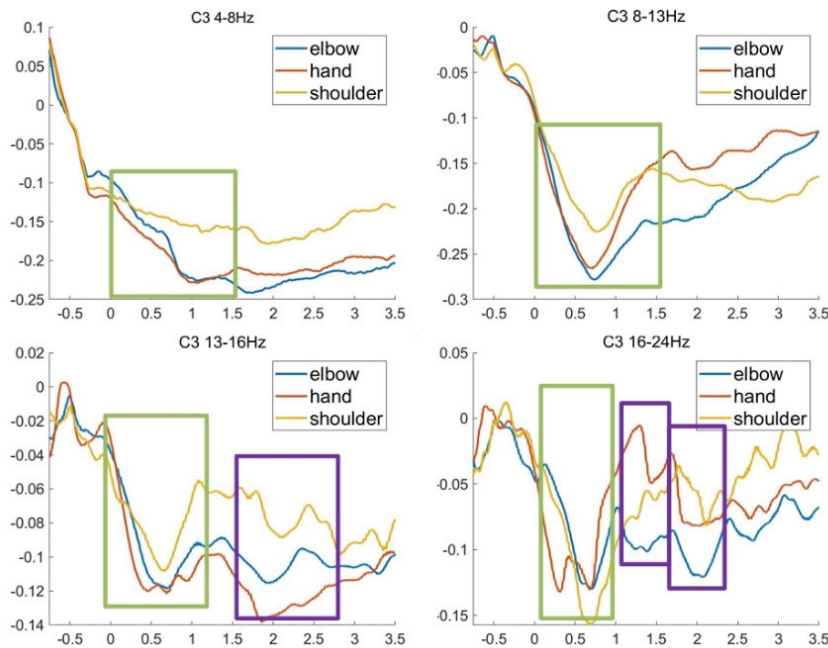 C3 4-8Hz
0.1
0.05
0
-0.05
-0.1
-0.15
-0.2
-0.25
-0.5 0 0.5 1 1.5 2 2.5 3 3.5
elbow
hand
shoulder
C3 8-13Hz
0
-0.05
-0.1
-0.15
-0.2
-0.25
-0.3
-0.5 0 0.5 1 1.5 2 2.5 3 3.5
elbow
hand
shoulder
C3 13-16Hz
0.02
0
-0.02
-0.04
-0.06
-0.08
-0.1
-0.12
-0.14
-0.5 0 0.5 1 1.5 2 2.5 3 3.5
elbow
hand
shoulder
C3 16-24Hz
0.05
0
-0.05
-0.1
-0.15
-0.5 0 0.5 1 1.5 2 2.5 3 3.5
elbow
hand
shoulder